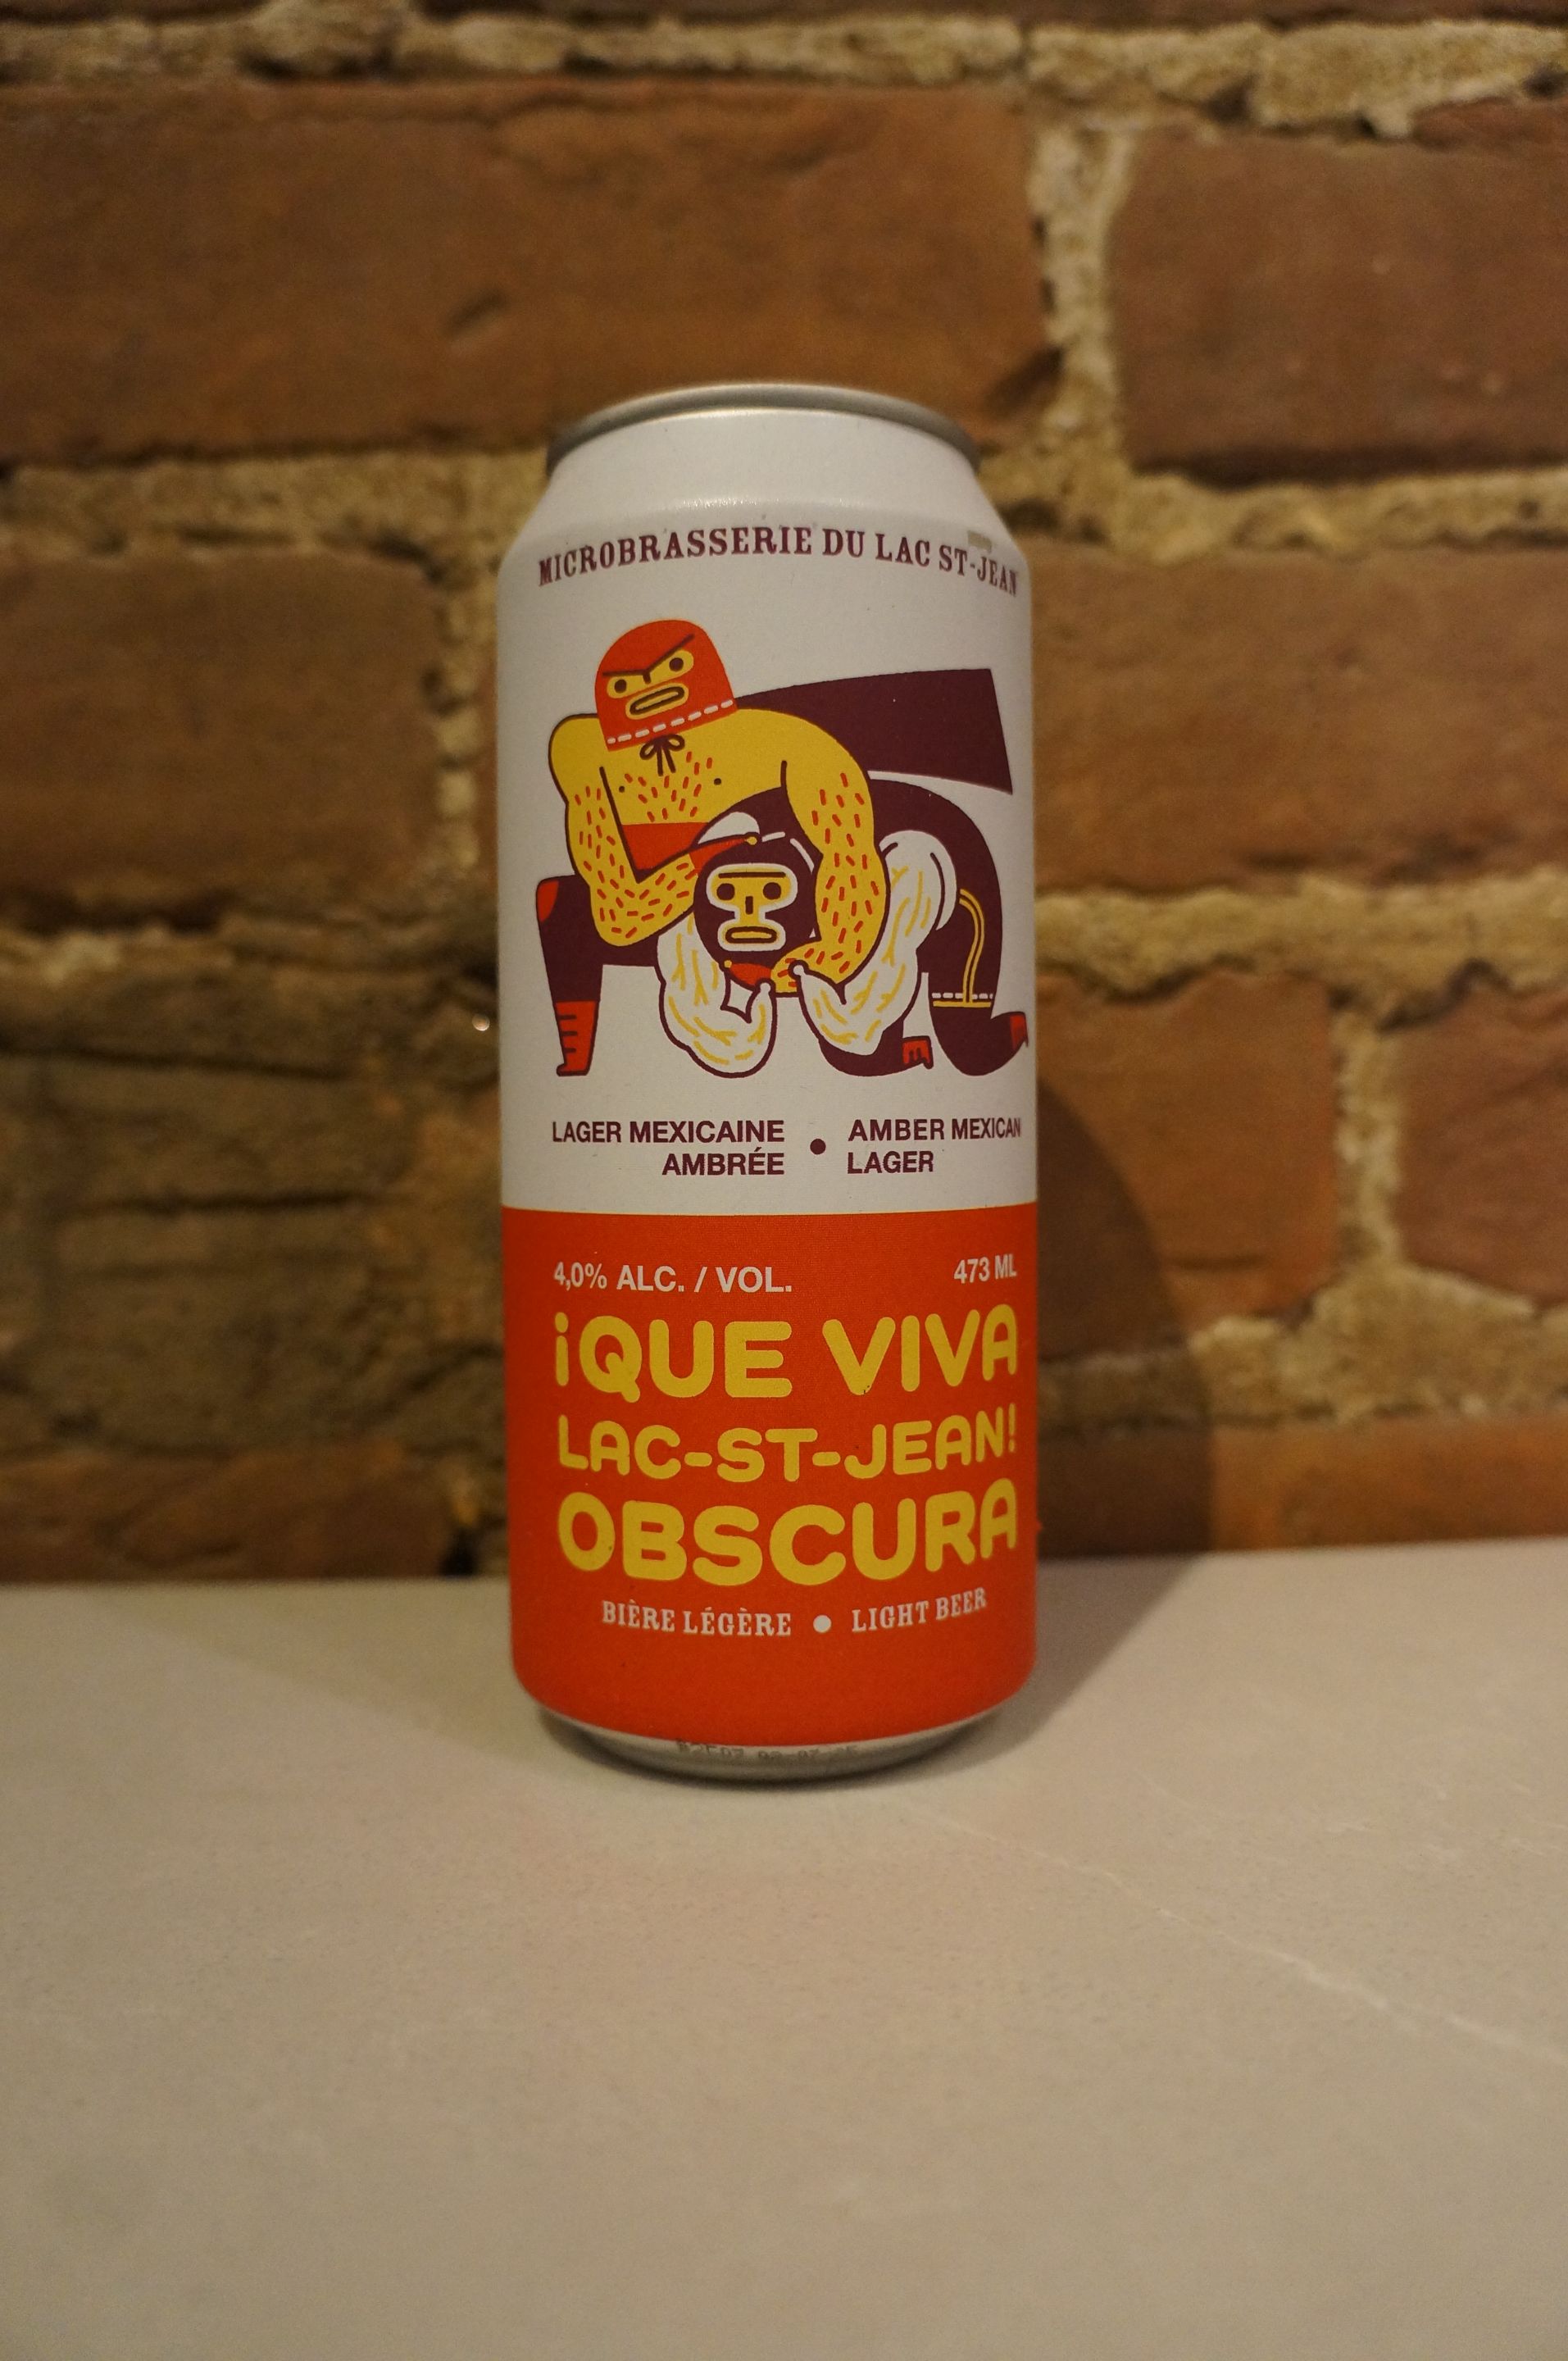 MICROBRASSERIE DU LAC ST-JEAN
LAGER MEXICAINE
AMBRÉE
•
AMBER MEXICAN
LAGER
4,0% ALC. / VOL.
473 ML
¡QUE VIVA
LAC-ST-JEAN!
OBSCURA
BIÈRE LÉGÈRE • LIGHT BEER